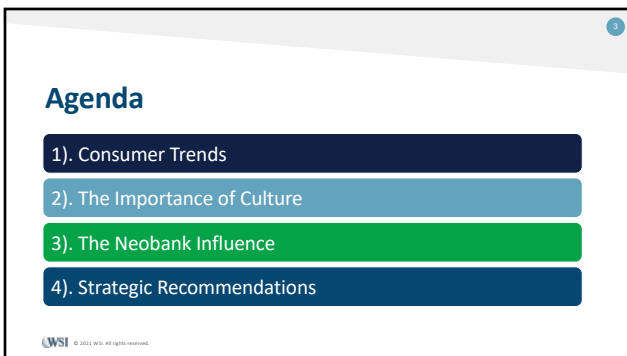 3
Agenda
1). Consumer Trends
2). The Importance of Culture
3). The Neobank Influence
4). Strategic Recommendations
WSI © 2021 WSI. All rights reserved.